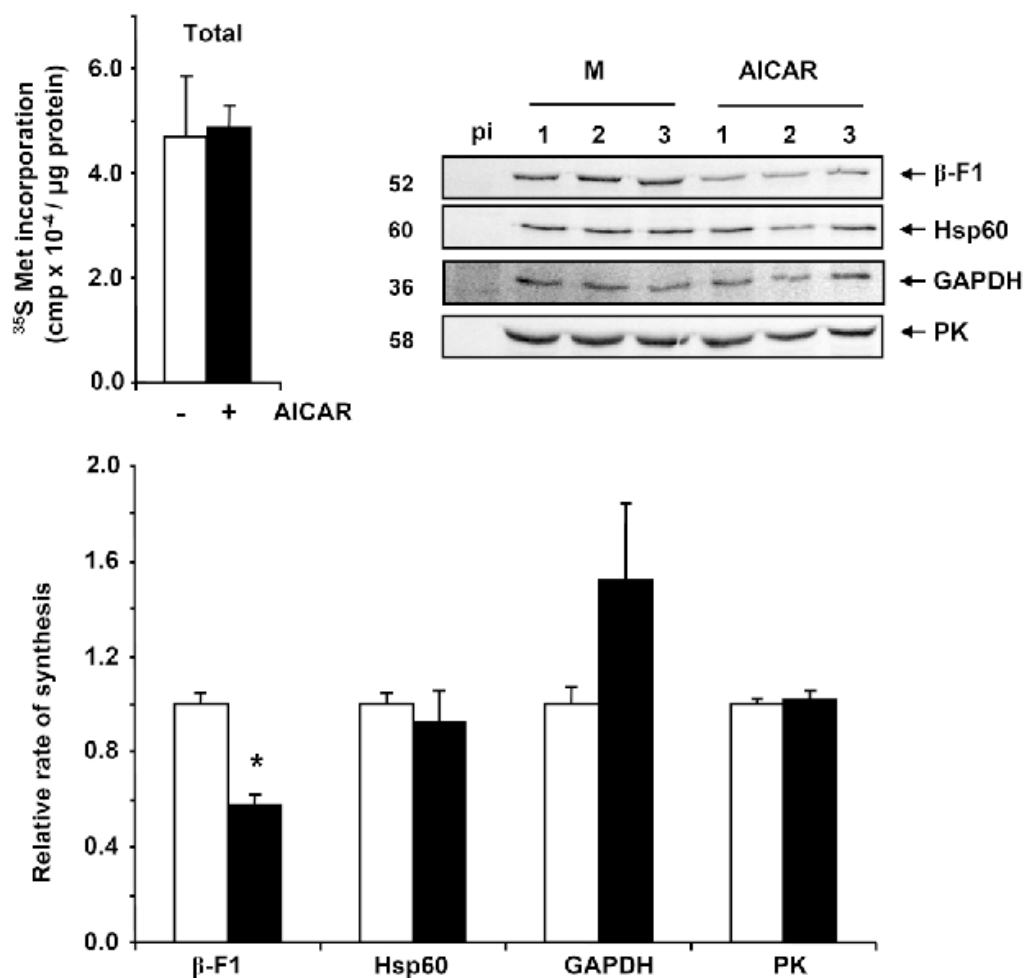 Total
³⁵S Met incorporation
(cmp x 10⁻⁴ / µg protein)
6.0
4.0
2.0
0.0
- + AICAR
M AICAR
pi 1 2 3 1 2 3
52 ← β-F1
60 ← Hsp60
36 ← GAPDH
58 ← PK
Relative rate of synthesis
2.0
1.6
1.2
0.8
0.4
0.0
*
β-F1 Hsp60 GAPDH PK